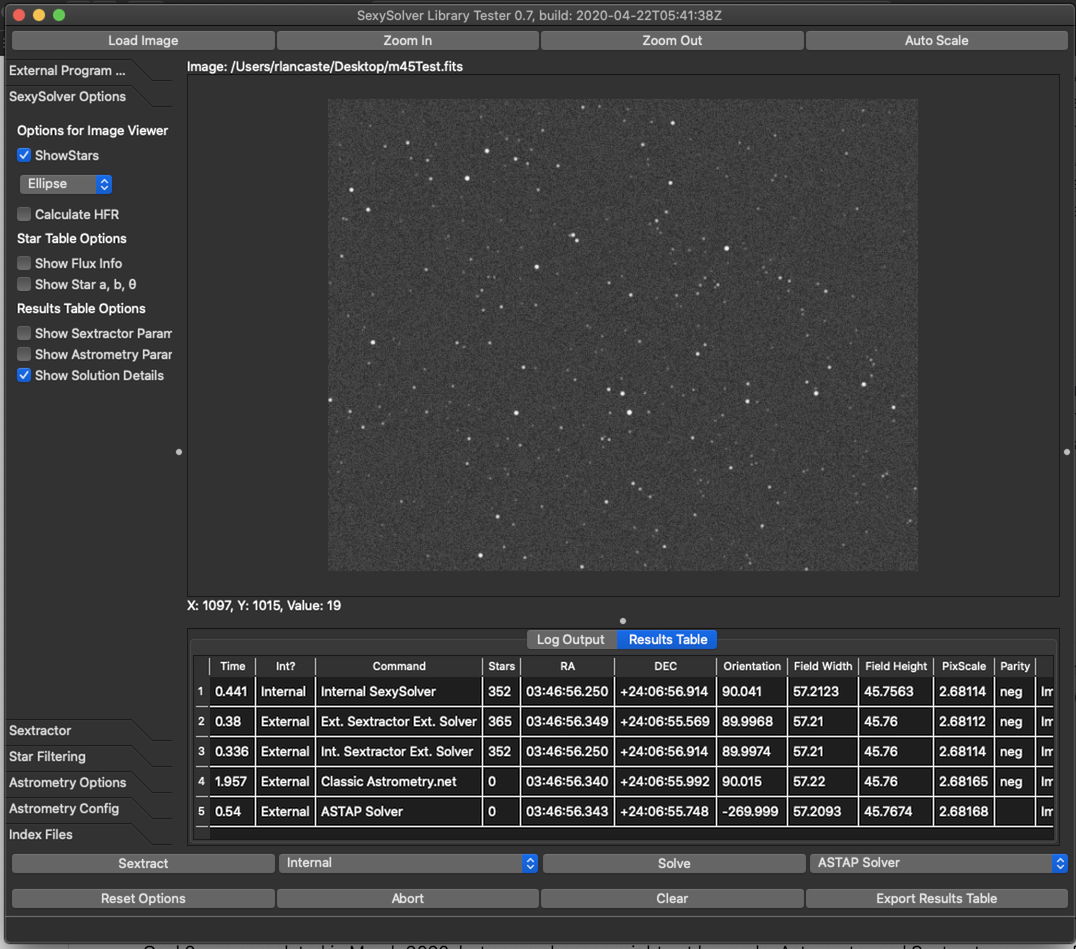 SexySolver Library Tester 0.7, build: 2020-04-22T05:41:38Z
Load Image Zoom In Zoom Out Auto Scale
External Program ...
SexySolver Options
Options for Image Viewer
ShowStars
Ellipse
Calculate HFR
Star Table Options
Show Flux Info
Show Star a, b, θ
Results Table Options
Show Sextractor Param
Show Astrometry Parar
Show Solution Details
Sextractor
Star Filtering
Astrometry Options
Astrometry Config
Index Files
Image: /Users/rlancaste/Desktop/m45Test.fits
X: 1097, Y: 1015, Value: 19
Log Output Results Table
Time Int? Command Stars RA DEC Orientation Field Width Field Height PixScale Parity
1 0.441 Internal Internal SexySolver 352 03:46:56.250 +24:06:56.914 90.041 57.2123 45.7563 2.68114 neg Im
2 0.38 External Ext. Sextractor Ext. Solver 365 03:46:56.349 +24:06:55.569 89.9968 57.21 45.76 2.68112 neg Im
3 0.336 External Int. Sextractor Ext. Solver 352 03:46:56.250 +24:06:56.910 89.9974 57.21 45.76 2.68114 neg Im
4 1.957 External Classic Astrometry.net 0 03:46:56.340 +24:06:55.992 90.015 57.22 45.76 2.68165 neg Im
5 0.54 External ASTAP Solver 0 03:46:56.343 +24:06:55.748 -269.999 57.2093 45.7674 2.68168 Im
Sextract Internal Solve ASTAP Solver
Reset Options Abort Clear Export Results Table